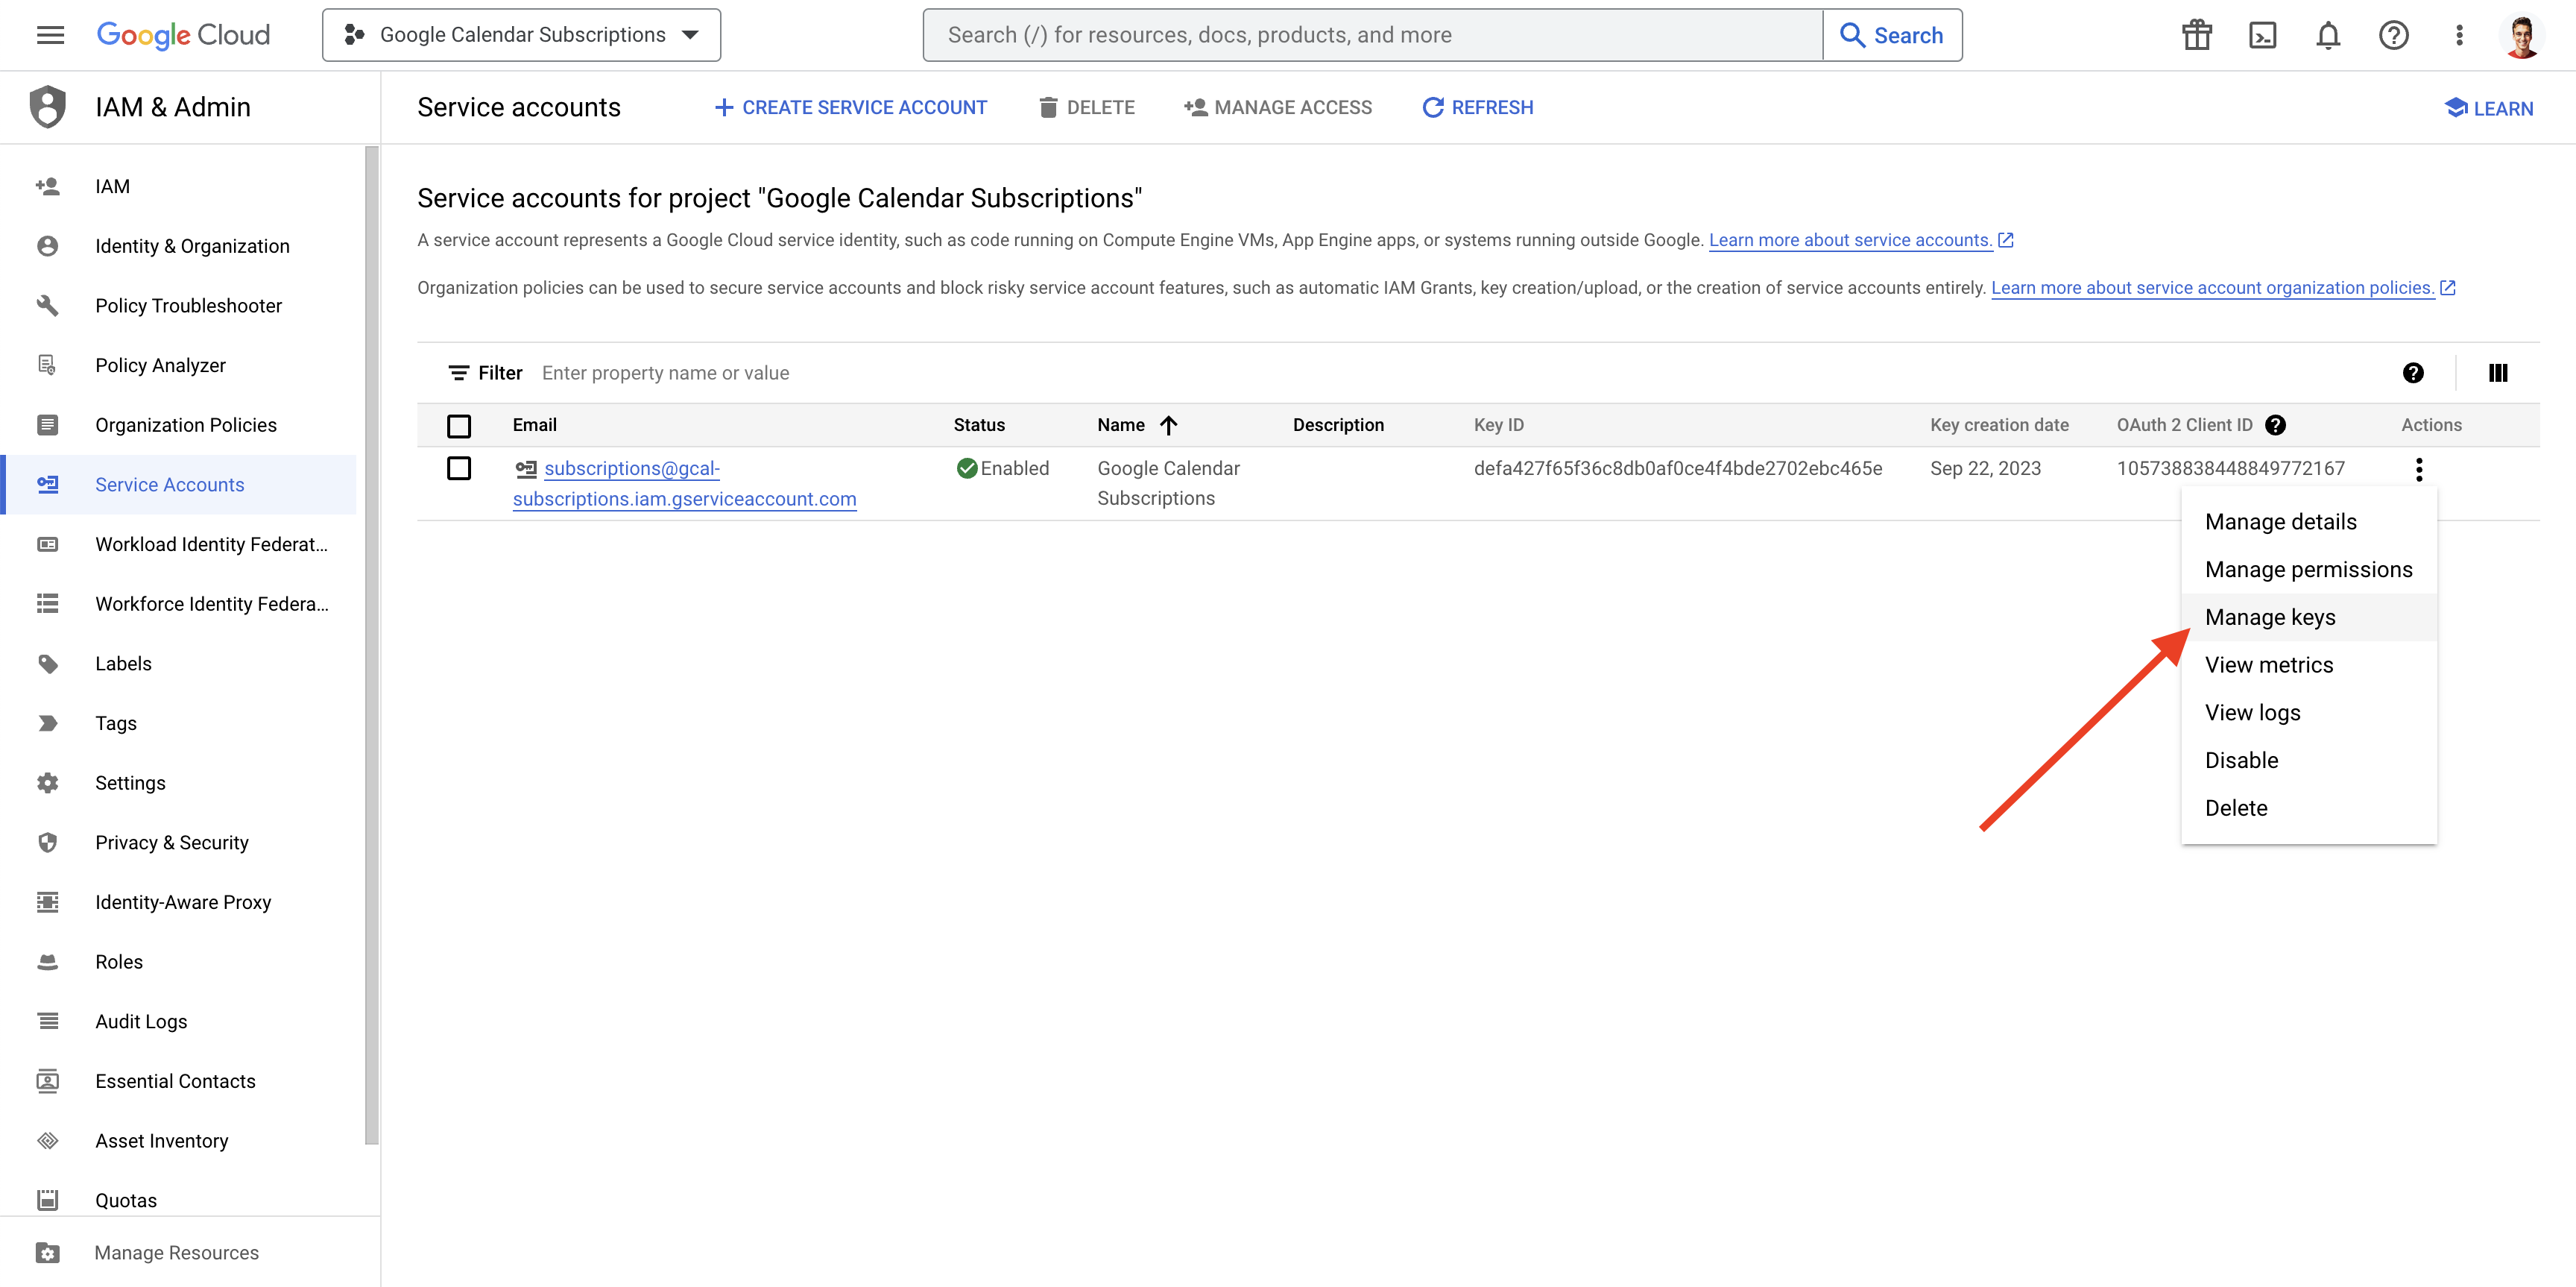 Google Cloud
Google Calendar Subscriptions
Search (/) for resources, docs, products, and more
Search
IAM & Admin
Service accounts
CREATE SERVICE ACCOUNT
DELETE
MANAGE ACCESS
REFRESH
LEARN
IAM
Identity & Organization
Policy Troubleshooter
Policy Analyzer
Organization Policies
Service Accounts
Workload Identity Federat...
Workforce Identity Federa...
Labels
Tags
Settings
Privacy & Security
Identity-Aware Proxy
Roles
Audit Logs
Essential Contacts
Asset Inventory
Quotas
Manage Resources
Service accounts for project "Google Calendar Subscriptions"
A service account represents a Google Cloud service identity, such as code running on Compute Engine VMs, App Engine apps, or systems running outside Google. Learn more about service accounts.
Organization policies can be used to secure service accounts and block risky service account features, such as automatic IAM Grants, key creation/upload, or the creation of service accounts entirely. Learn more about service account organization policies.
Filter Enter property name or value
Email Status Name Description Key ID Key creation date OAuth 2 Client ID Actions
subscriptions@gcal- Enabled Google Calendar defa427f65f36c8db0af0ce4f4bde2702ebc465e Sep 22, 2023 105738838448849772167
subscriptions.iam.gserviceaccount.com Subscriptions
Manage details
Manage permissions
Manage keys
View metrics
View logs
Disable
Delete